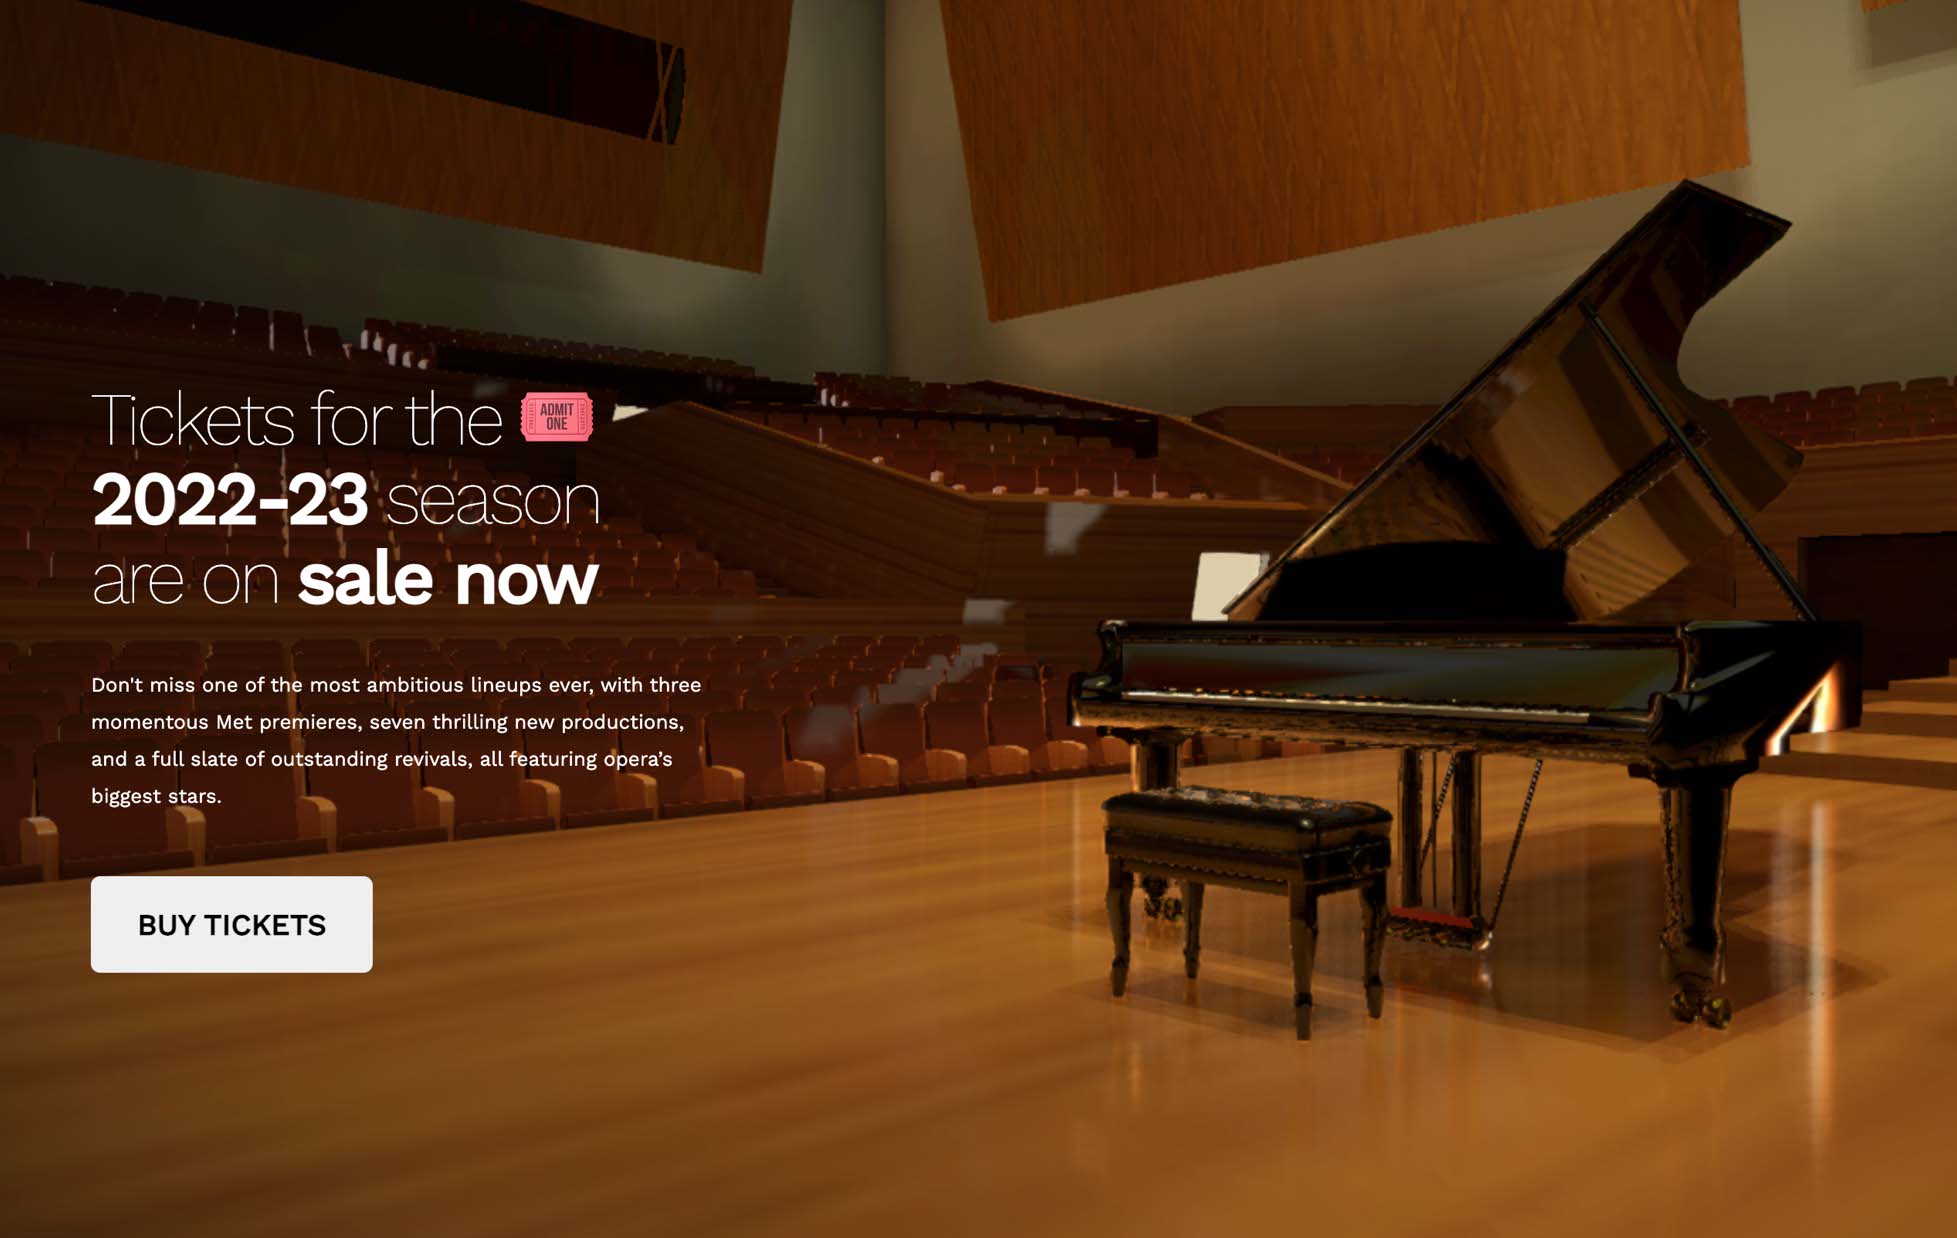 Tickets for the
ADMIT
ONE
2022-23 season
are on sale now
Don't miss one of the most ambitious lineups ever, with three
momentous Met premieres, seven thrilling new productions,
and a full slate of outstanding revivals, all featuring opera’s
biggest stars.
BUY TICKETS